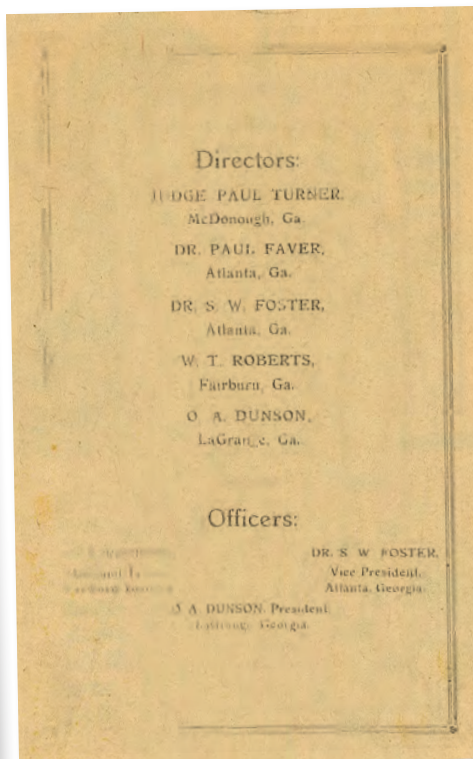 Directors:
JUDGE PAUL TURNER,
McDonough, Ga.
DR. PAUL FAVER,
Atlanta, Ga.
DR. S. W. FOSTER,
Atlanta, Ga.
W. T. ROBERTS,
Fairburn, Ga.
O. A. DUNSON,
LaGrange, Ga.
Officers:
DR. S. W. FOSTER,
Vice President,
Atlanta, Georgia.
O. A. DUNSON, President
LaGrange, Georgia.